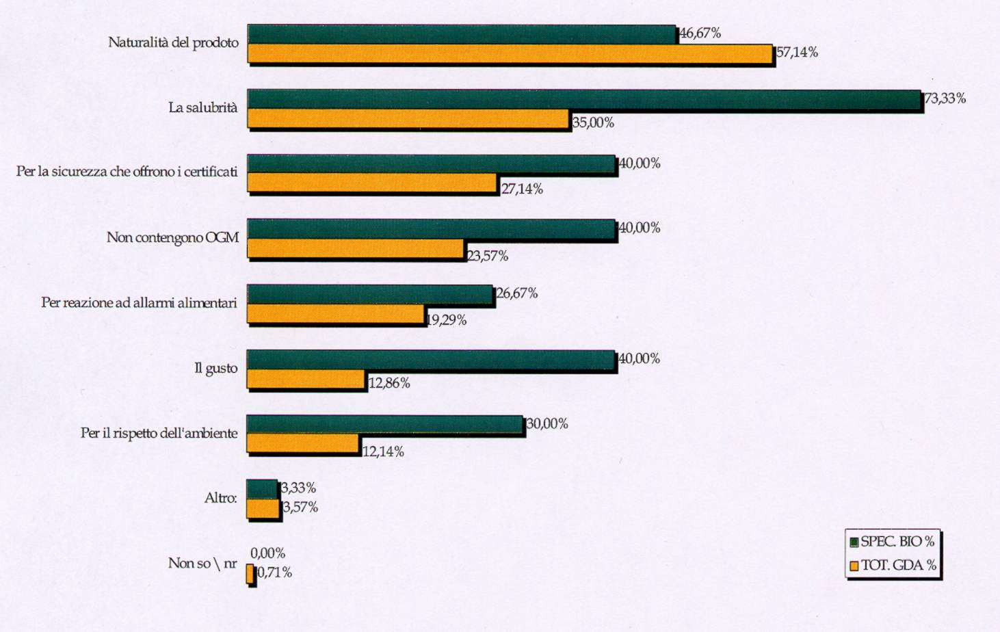 Naturalità del prodoto
46,67%
57,14%
La salubrità
73,33%
35,00%
Per la sicurezza che offrono i certificati
40,00%
27,14%
Non contengono OGM
40,00%
23,57%
Per reazione ad allarmi alimentari
26,67%
19,29%
Il gusto
40,00%
12,86%
Per il rispetto dell'ambiente
30,00%
12,14%
Altro:
3,33%
3,57%
Non so \ nr
0,00%
0,71%
SPEC. BIO %
TOT. GDA %